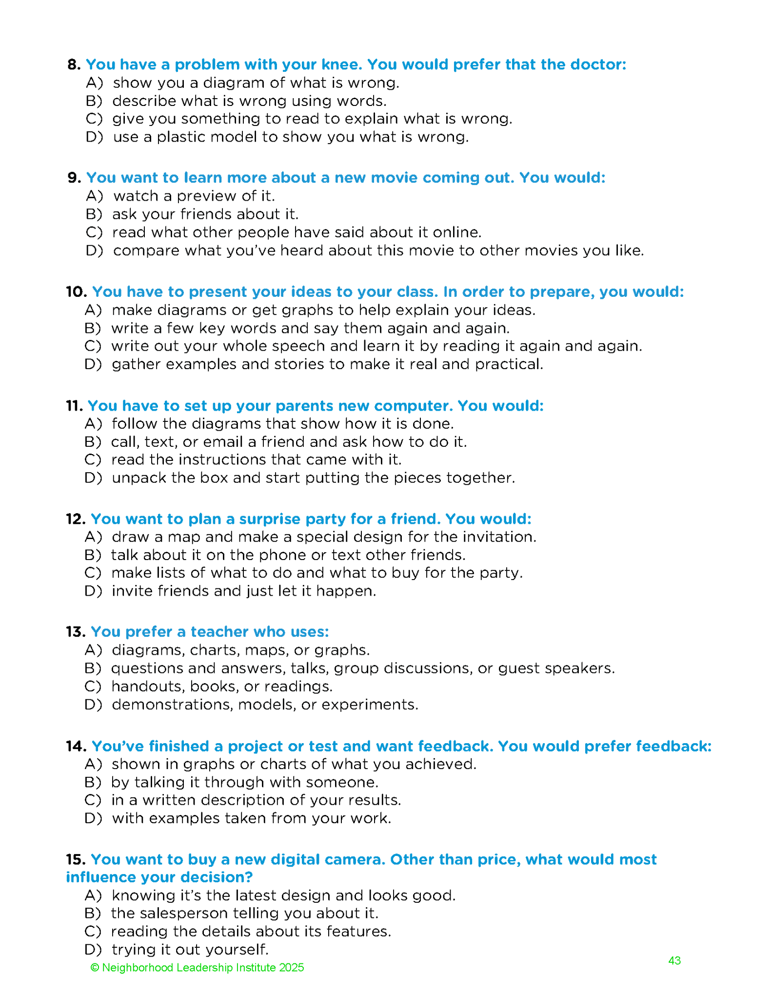 8. You have a problem with your knee. You would prefer that the doctor:
A) show you a diagram of what is wrong.
B) describe what is wrong using words.
C) give you something to read to explain what is wrong.
D) use a plastic model to show you what is wrong.
9. You want to learn more about a new movie coming out. You would:
A) watch a preview of it.
B) ask your friends about it.
C) read what other people have said about it online.
D) compare what you’ve heard about this movie to other movies you like.
10. You have to present your ideas to your class. In order to prepare, you would:
A) make diagrams or get graphs to help explain your ideas.
B) write a few key words and say them again and again.
C) write out your whole speech and learn it by reading it again and again.
D) gather examples and stories to make it real and practical.
11. You have to set up your parents new computer. You would:
A) follow the diagrams that show how it is done.
B) call, text, or email a friend and ask how to do it.
C) read the instructions that came with it.
D) unpack the box and start putting the pieces together.
12. You want to plan a surprise party for a friend. You would:
A) draw a map and make a special design for the invitation.
B) talk about it on the phone or text other friends.
C) make lists of what to do and what to buy for the party.
D) invite friends and just let it happen.
13. You prefer a teacher who uses:
A) diagrams, charts, maps, or graphs.
B) questions and answers, talks, group discussions, or guest speakers.
C) handouts, books, or readings.
D) demonstrations, models, or experiments.
14. You’ve finished a project or test and want feedback. You would prefer feedback:
A) shown in graphs or charts of what you achieved.
B) by talking it through with someone.
C) in a written description of your results.
D) with examples taken from your work.
15. You want to buy a new digital camera. Other than price, what would most
influence your decision?
A) knowing it’s the latest design and looks good.
B) the salesperson telling you about it.
C) reading the details about its features.
D) trying it out yourself.
© Neighborhood Leadership Institute 2025
43